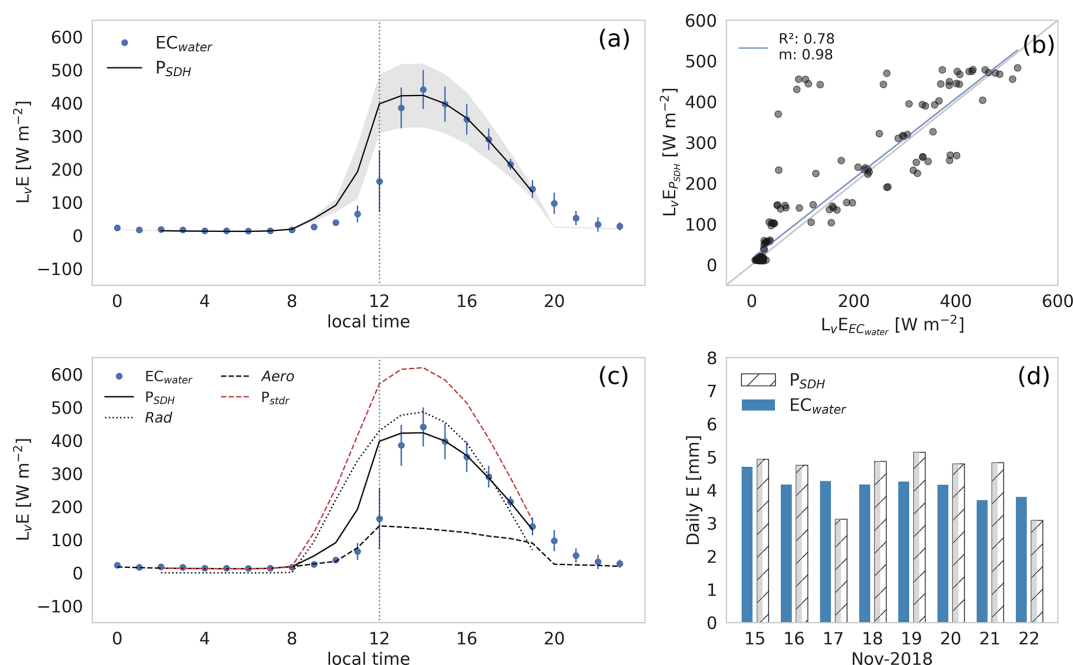 (a)
EC_water
P_SDH
L_vE [W m⁻²]
600
500
400
300
200
100
0
−100
0 4 8 12 16 20
local time
(b)
R²: 0.78
m: 0.98
L_vE_P_SDH [W m⁻²]
600
500
400
300
200
100
0
0 200 400 600
L_vE_EC_water [W m⁻²]
(c)
EC_water
P_SDH
Rad
Aero
P_stdr
L_vE [W m⁻²]
600
500
400
300
200
100
0
−100
0 4 8 12 16 20
local time
(d)
P_SDH
EC_water
Daily E [mm]
8
7
6
5
4
3
2
1
0
15 16 17 18 19 20 21 22
Nov-2018